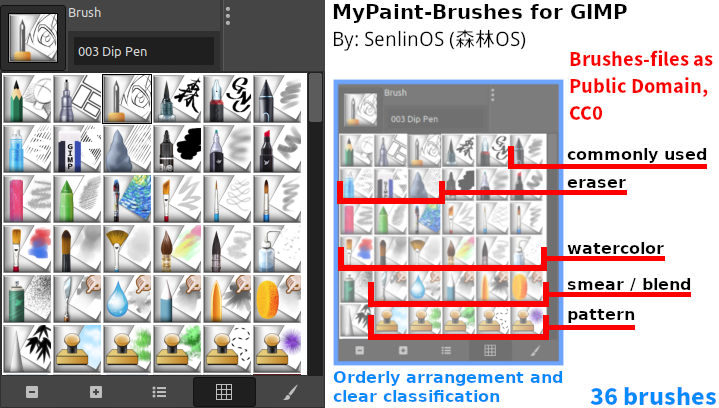 Brush
003 Dip Pen
GIMP
MyPaint-Brushes for GIMP
By: SenlinOS (森林OS)
Brushes-files as
Public Domain,
CC0
Brush
003 Dip Pen
commonly used
eraser
watercolor
smear / blend
pattern
Orderly arrangement and
clear classification
36 brushes